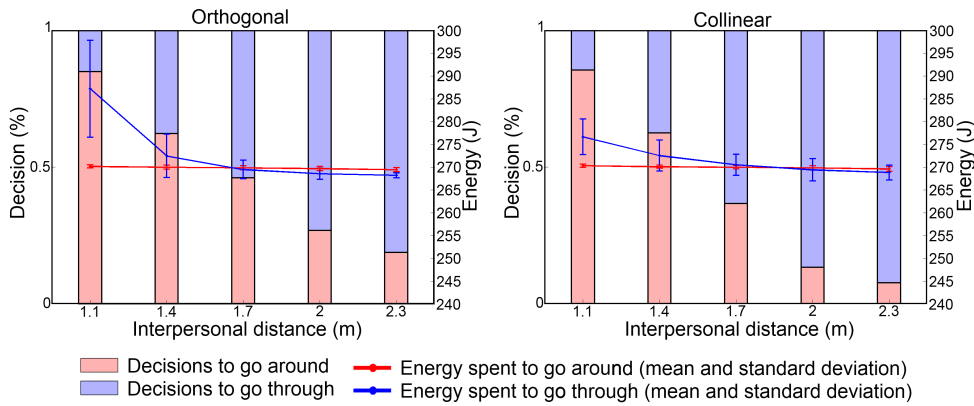 Orthogonal
Decision (%)
1
0.5
0
300
295
290
285
280
275
270
265
260
255
250
245
240
Energy (J)
1.1 1.4 1.7 2 2.3
Interpersonal distance (m)
Collinear
Decision (%)
1
0.5
0
300
295
290
285
280
275
270
265
260
255
250
245
240
Energy (J)
1.1 1.4 1.7 2 2.3
Interpersonal distance (m)
Decisions to go around
Decisions to go through
Energy spent to go around (mean and standard deviation)
Energy spent to go through (mean and standard deviation)